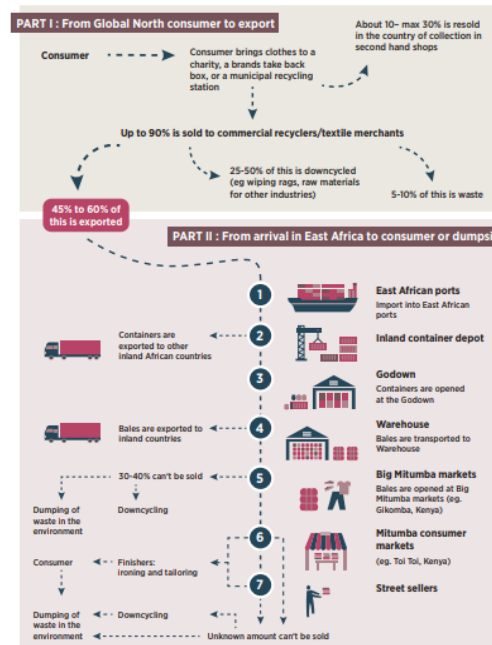 PART I : From Global North consumer to export
About 10– max 30% is resold
in the country of collection in
second hand shops
Consumer
Consumer brings clothes to a
charity, a brands take back
box, or a municipal recycling
station
Up to 90% is sold to commercial recyclers/textile merchants
25-50% of this is downcycled
(eg wiping rags, raw materials
for other industries)
5-10% of this is waste
45% to 60% of
this is exported
PART II : From arrival in East Africa to consumer or dumpsi
1
East African ports
Import into East African
ports
Containers are
exported to other
inland African countries
2
Inland container depot
3
Godown
Containers are opened
at the Godown
Bales are exported to
inland countries
4
Warehouse
Bales are transported to
Warehouse
30-40% can't be sold
5
Big Mitumba markets
Bales are opened at Big
Mitumba markets (eg.
Gikomba, Kenya)
Dumping of
waste in the
environment
Downcycling
6
Mitumba consumer
markets
(eg. Toi Toi, Kenya)
Consumer
Finishers:
ironing and tailoring
7
Street sellers
Dumping of
waste in the
environment
Downcycling
Unknown amount can't be sold